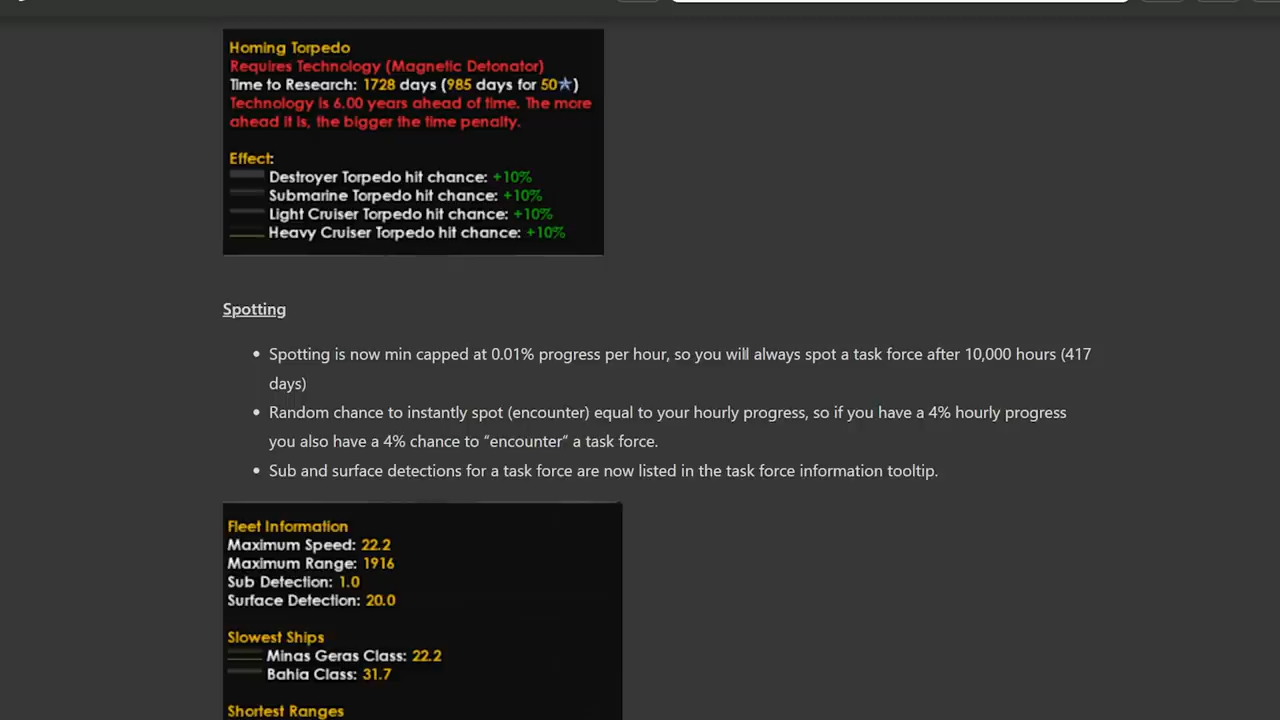 Homing Torpedo
Requires Technology (Magnetic Detonator)
Time to Research: 1728 days (985 days for 50★)
Technology is 6.00 years ahead of time. The more
ahead it is, the bigger the time penalty.
Effect:
Destroyer Torpedo hit chance: +10%
Submarine Torpedo hit chance: +10%
Light Cruiser Torpedo hit chance: +10%
Heavy Cruiser Torpedo hit chance: +10%
Spotting
• Spotting is now min capped at 0.01% progress per hour, so you will always spot a task force after 10,000 hours (417
days)
• Random chance to instantly spot (encounter) equal to your hourly progress, so if you have a 4% hourly progress
you also have a 4% chance to “encounter” a task force.
• Sub and surface detections for a task force are now listed in the task force information tooltip.
Fleet Information
Maximum Speed: 22.2
Maximum Range: 1916
Sub Detection: 1.0
Surface Detection: 20.0
Slowest Ships
Minas Geras Class: 22.2
Bahia Class: 31.7
Shortest Ranges